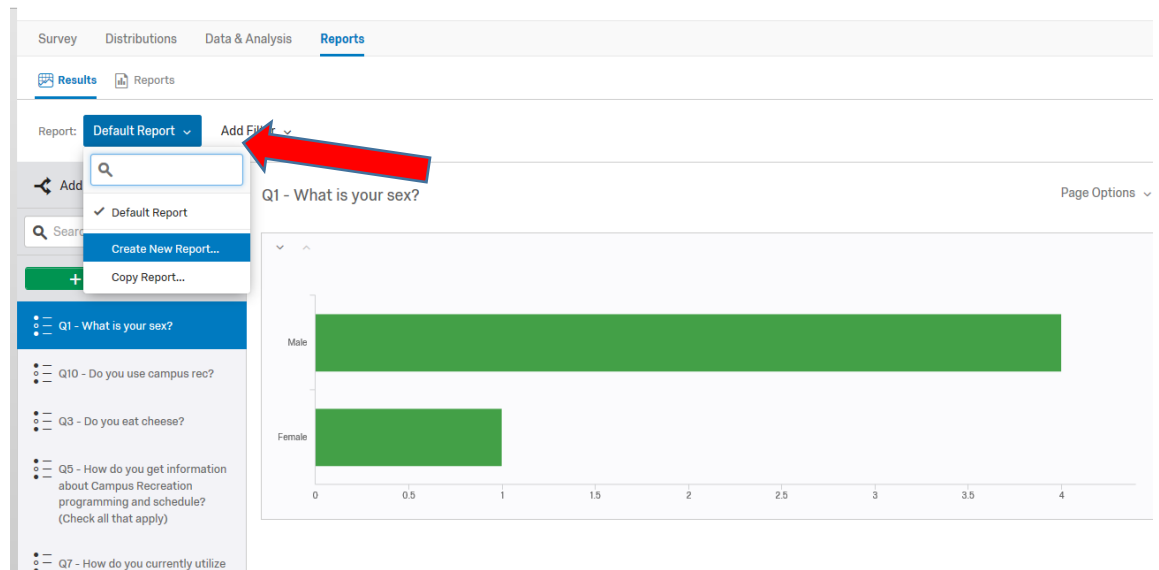 Survey Distributions Data & Analysis Reports
Results Reports
Report: Default Report Add
Add
Default Report
Create New Report...
Copy Report...
+
Q1 - What is your sex?
Q10 - Do you use campus rec?
Q3 - Do you eat cheese?
Q5 - How do you get information
about Campus Recreation
programming and schedule?
(Check all that apply)
Q7 - How do you currently utilize
Q1 - What is your sex?
Page Options
Male
Female
0 0.5 1 1.5 2 2.5 3 3.5 4